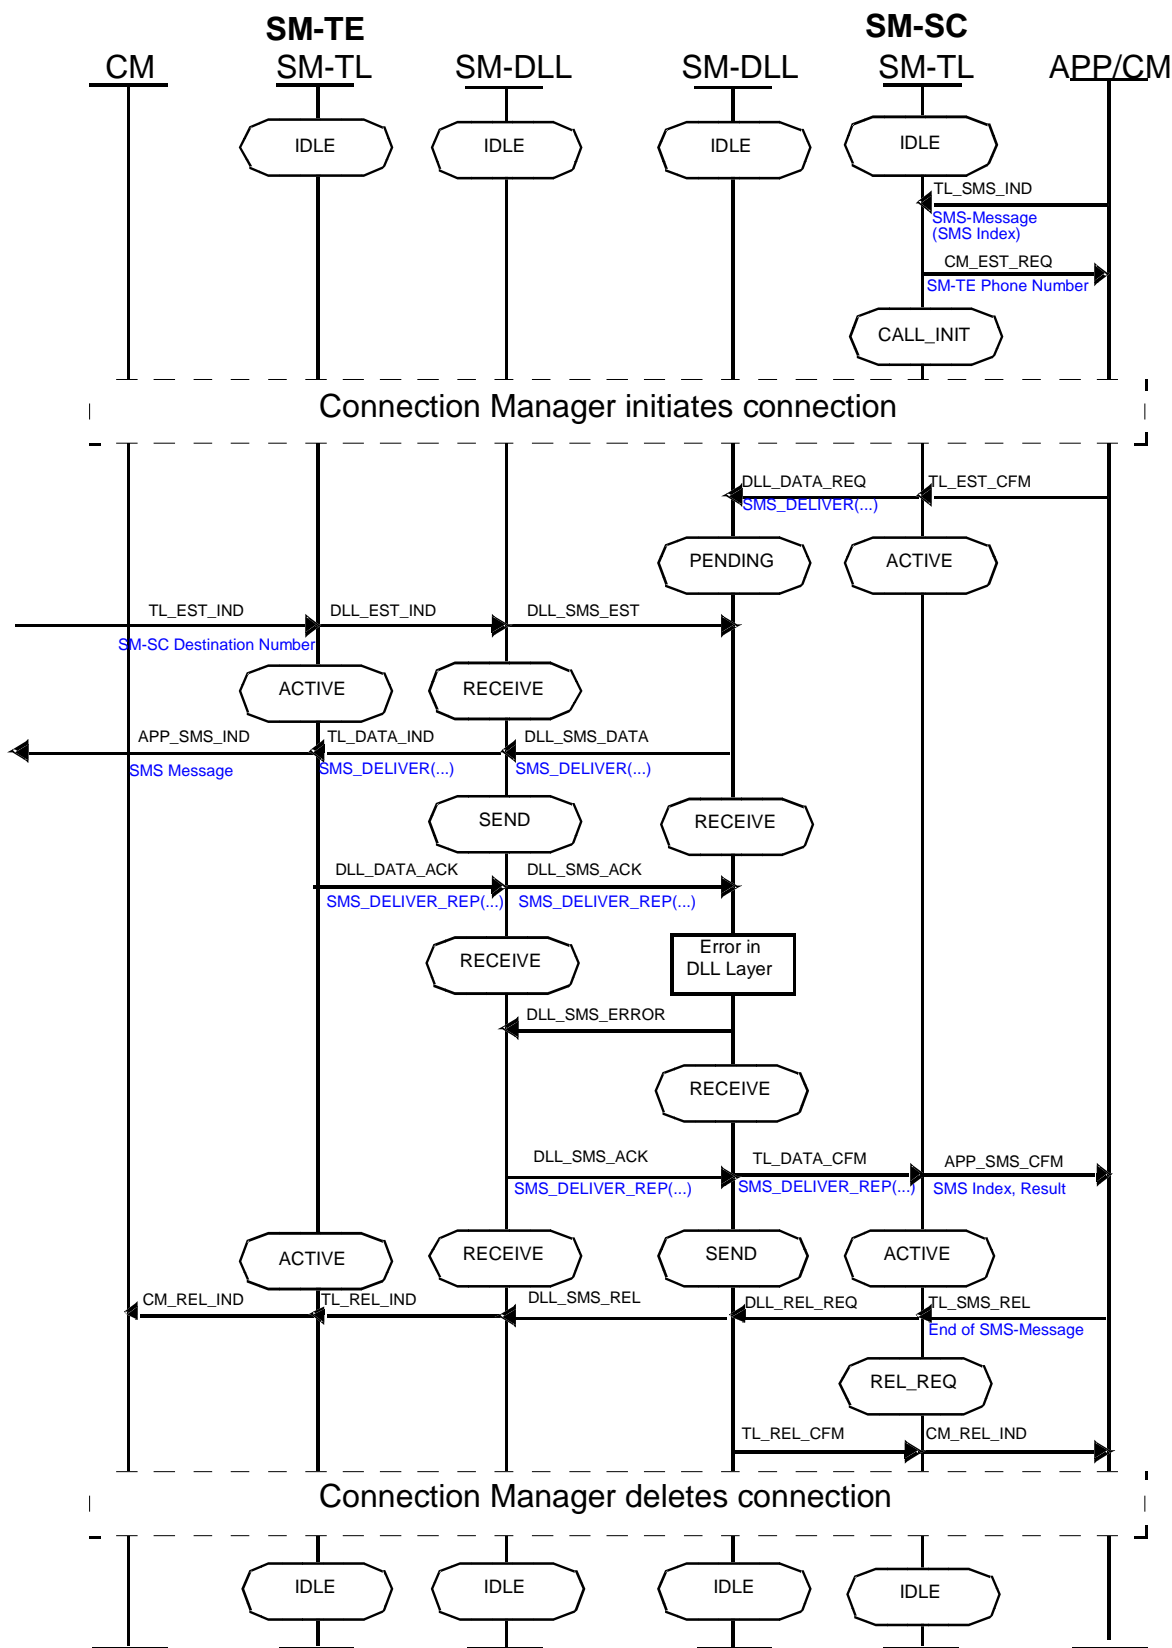 SM-TE SM-SC
CM SM-TL SM-DLL SM-DLL SM-TL APP/CM
IDLE IDLE IDLE IDLE
TL_SMS_IND
SMS-Message
(SMS Index)
CM_EST_REQ
SM-TE Phone Number
CALL_INIT
Connection Manager initiates connection
DLL_DATA_REQ TL_EST_CFM
SMS_DELIVER(...)
PENDING ACTIVE
TL_EST_IND DLL_EST_IND DLL_SMS_EST
SM-SC Destination Number
ACTIVE RECEIVE
APP_SMS_IND TL_DATA_IND DLL_SMS_DATA
SMS Message SMS_DELIVER(...) SMS_DELIVER(...)
SEND RECEIVE
DLL_DATA_ACK DLL_SMS_ACK
SMS_DELIVER_REP(...) SMS_DELIVER_REP(...)
RECEIVE
Error in
DLL Layer
DLL_SMS_ERROR
RECEIVE
DLL_SMS_ACK TL_DATA_CFM APP_SMS_CFM
SMS_DELIVER_REP(...) SMS_DELIVER_REP(...) SMS Index, Result
ACTIVE RECEIVE SEND ACTIVE
CM_REL_IND TL_REL_IND DLL_SMS_REL DLL_REL_REQ TL_SMS_REL
End of SMS-Message
REL_REQ
TL_REL_CFM CM_REL_IND
Connection Manager deletes connection
IDLE IDLE IDLE IDLE